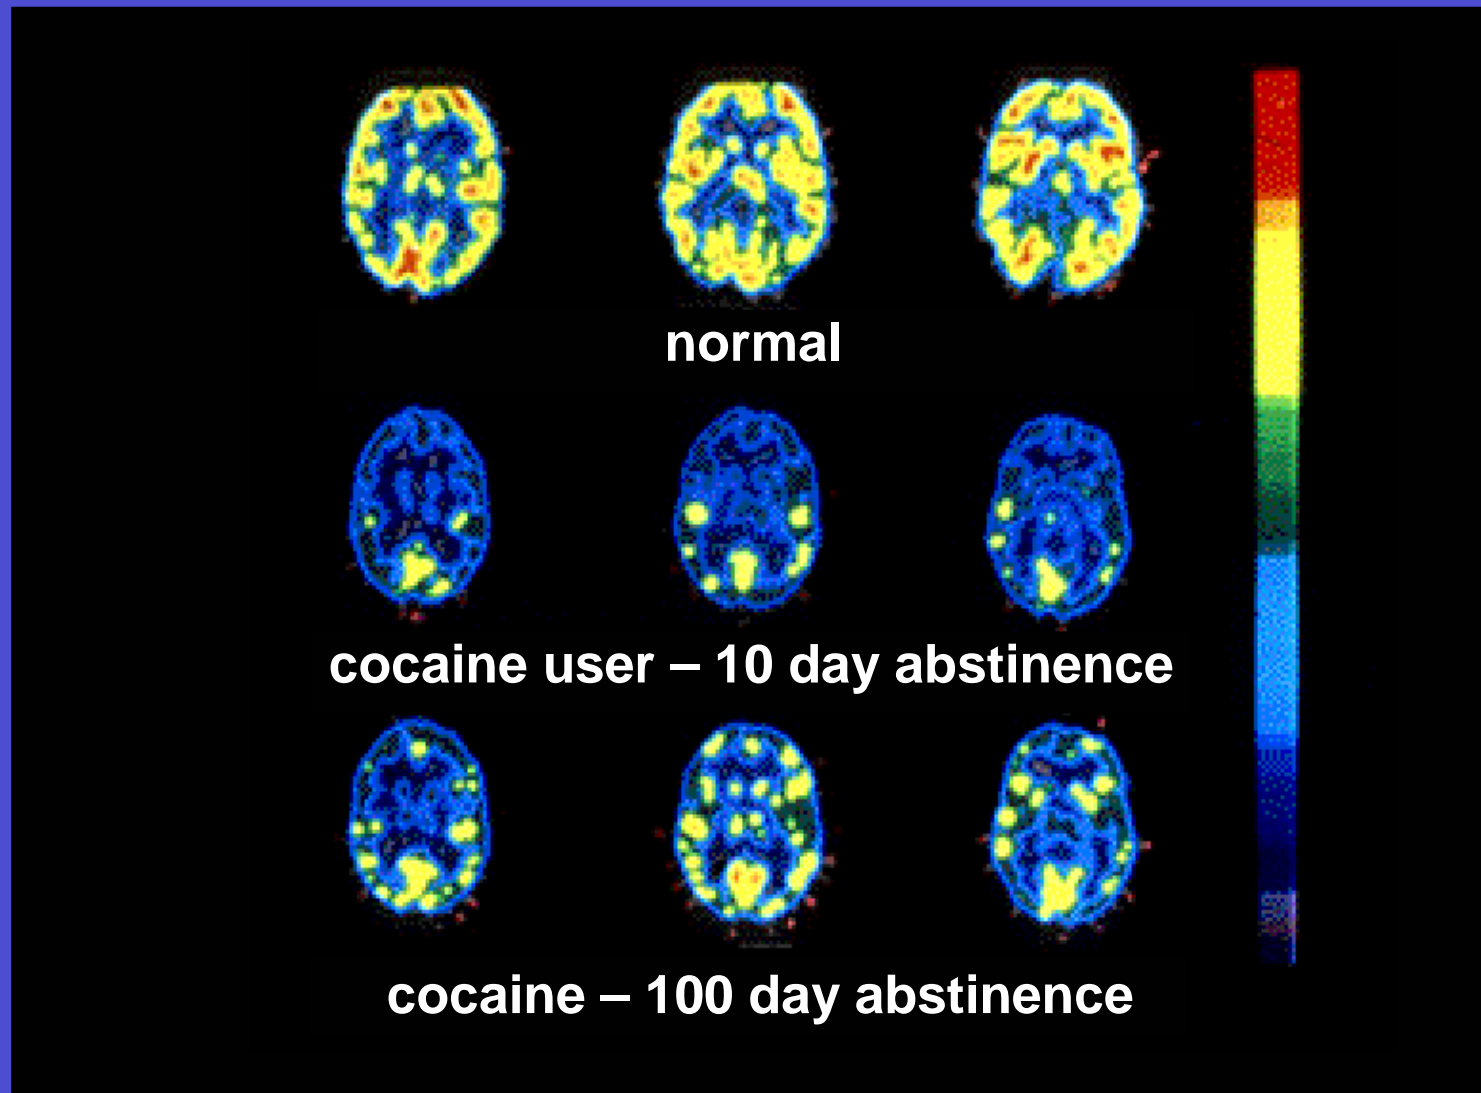 normal
cocaine user – 10 day abstinence
cocaine – 100 day abstinence